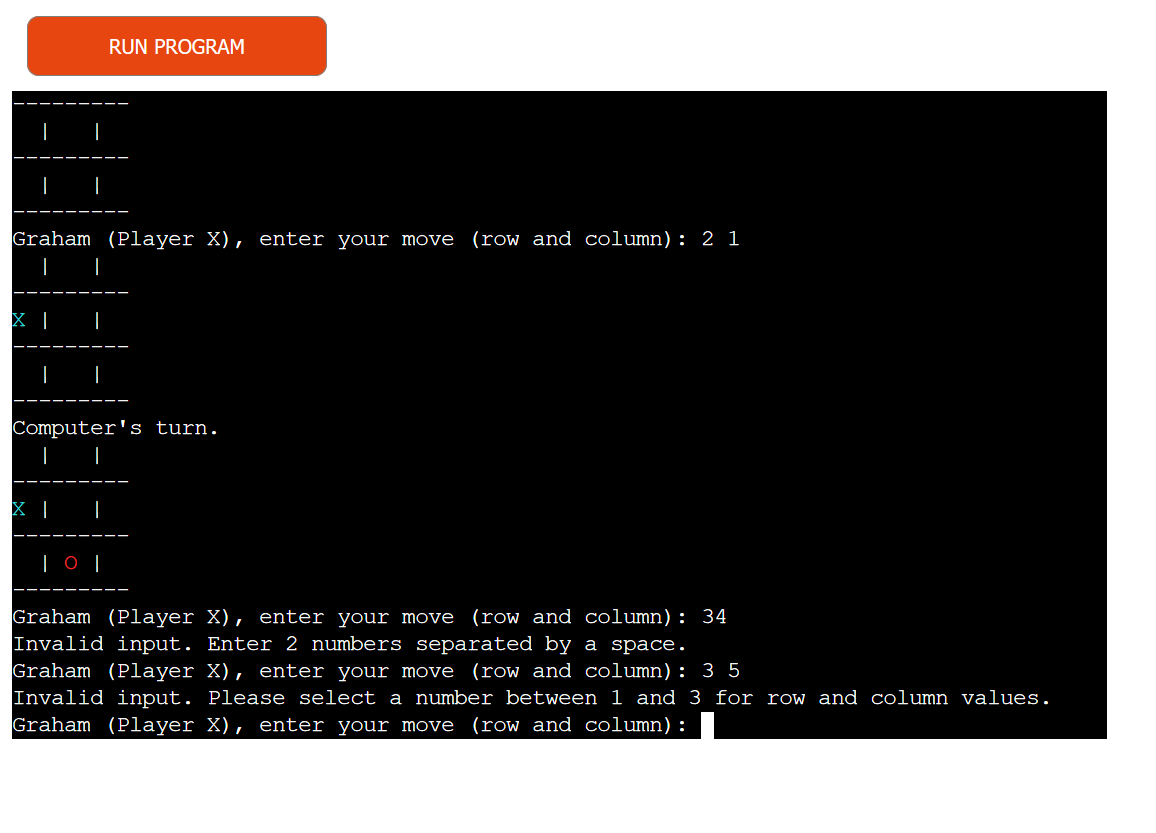 RUN PROGRAM
---------
  |   |
---------
  |   |
---------
Graham (Player X), enter your move (row and column): 2 1
  |   |
---------
X |   |
---------
  |   |
---------
Computer's turn.
  |   |
---------
X |   |
---------
  | O |
---------
Graham (Player X), enter your move (row and column): 34
Invalid input. Enter 2 numbers separated by a space.
Graham (Player X), enter your move (row and column): 3 5
Invalid input. Please select a number between 1 and 3 for row and column values.
Graham (Player X), enter your move (row and column):